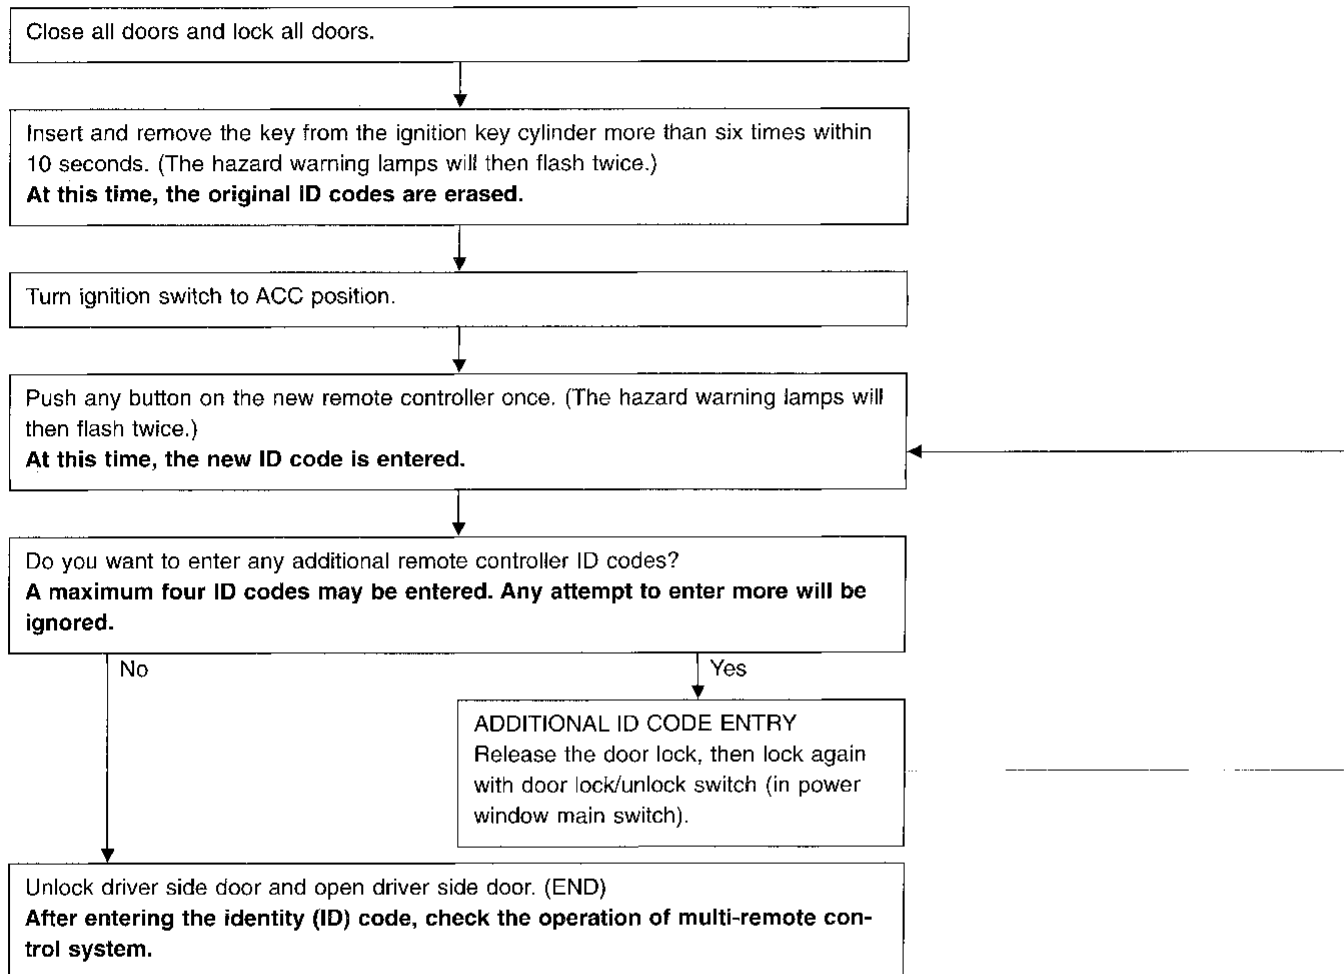 Close all doors and lock all doors.
Insert and remove the key from the ignition key cylinder more than six times within
10 seconds. (The hazard warning lamps will then flash twice.)
At this time, the original ID codes are erased.
Turn ignition switch to ACC position.
Push any button on the new remote controller once. (The hazard warning lamps will
then flash twice.)
At this time, the new ID code is entered.
Do you want to enter any additional remote controller ID codes?
A maximum four ID codes may be entered. Any attempt to enter more will be
ignored.
No
Yes
ADDITIONAL ID CODE ENTRY
Release the door lock, then lock again
with door lock/unlock switch (in power
window main switch).
Unlock driver side door and open driver side door. (END)
After entering the identity (ID) code, check the operation of multi-remote con-
trol system.